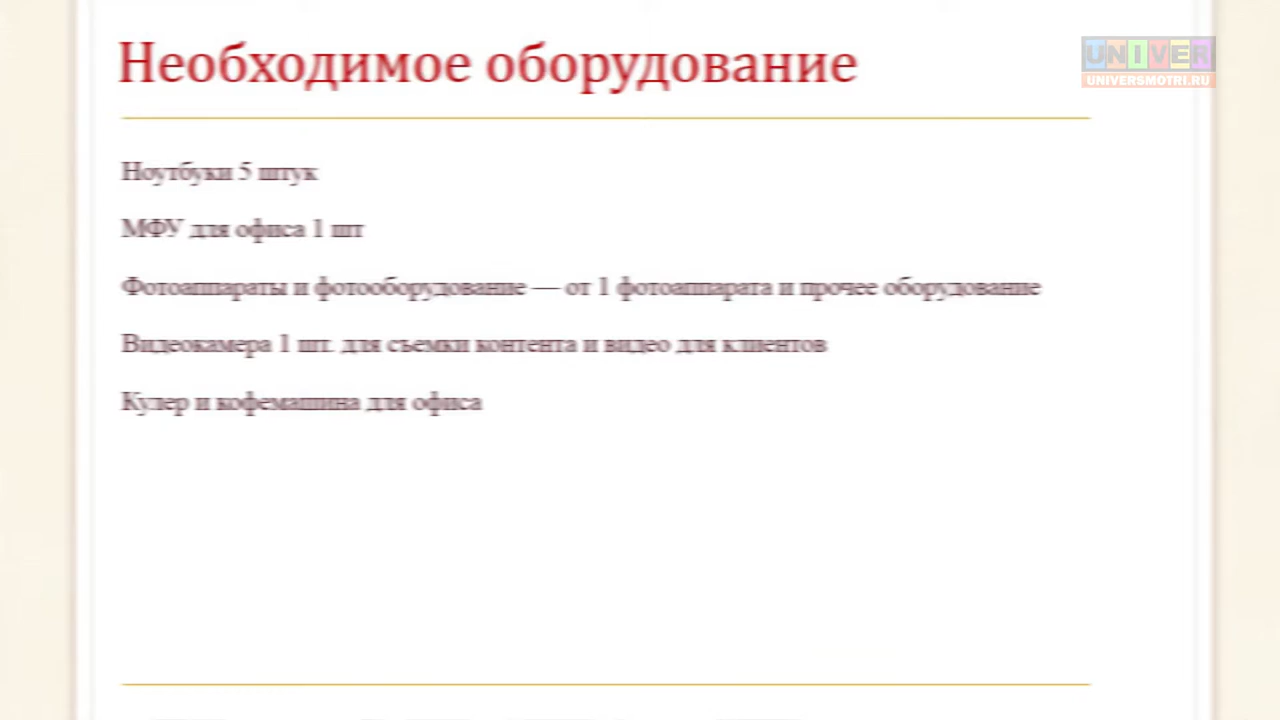 Необходимое оборудование
UNIVER
UNIVERSMOTRI.RU
Ноутбуки 5 штук
МФУ для офиса 1 шт
Фотоаппараты и фотооборудование — от 1 фотоаппарата и прочее оборудование
Видеокамера 1 шт. для съемки контента и видео для клиентов
Кулер и кофемашина для офиса